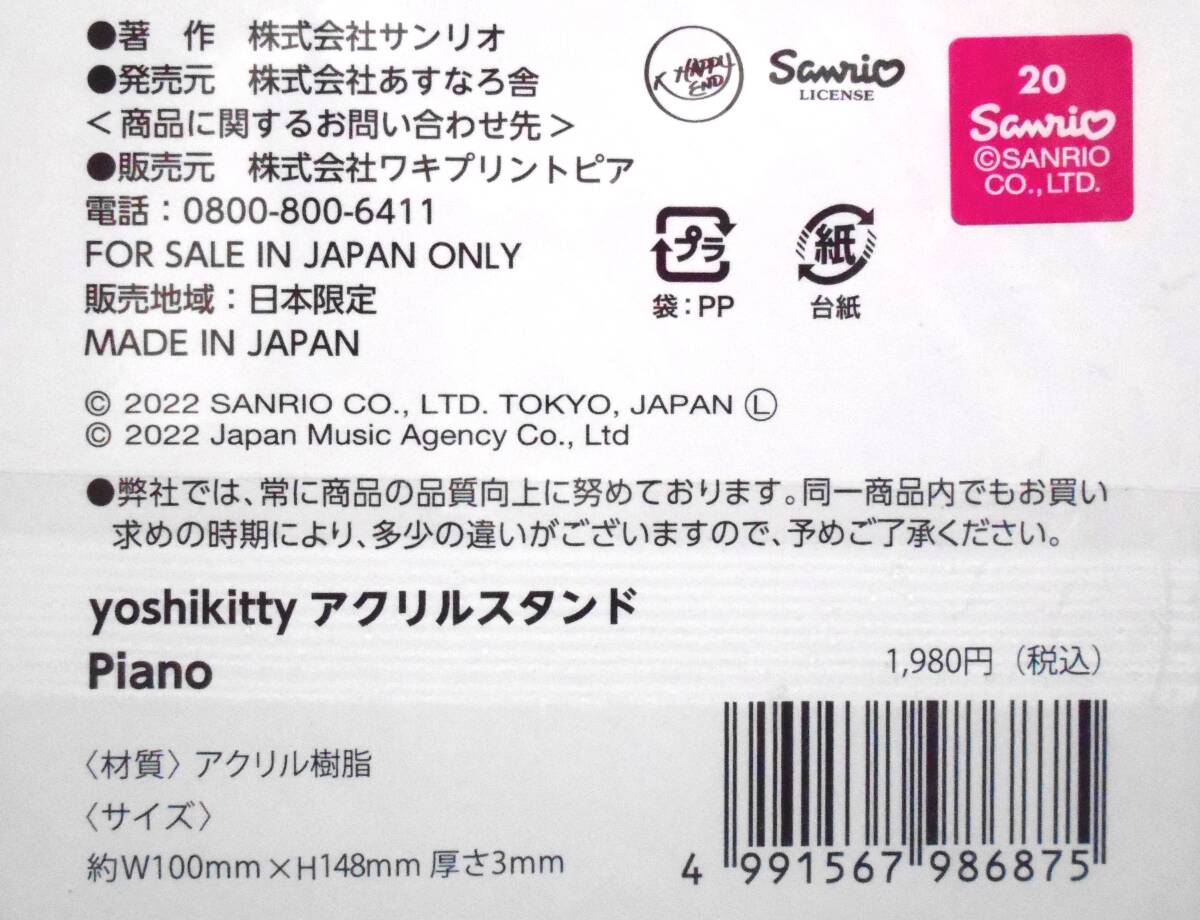 ●著　作　株式会社サンリオ
●発売元　株式会社あすなろ舎
＜商品に関するお問い合わせ先＞
●販売元　株式会社ワキプリントピア
電話：0800-800-6411
FOR SALE IN JAPAN ONLY
販売地域：日本限定
MADE IN JAPAN
HAPPY
END
Sanrio
LICENSE
20
Sanrio
©SANRIO
CO.,LTD.
プラ
袋：PP
紙
台紙
© 2022 SANRIO CO., LTD. TOKYO, JAPAN Ⓛ
© 2022 Japan Music Agency Co., Ltd
●弊社では、常に商品の品質向上に努めております。同一商品内でもお買い
求めの時期により、多少の違いがございますので、予めご了承ください。
yoshikitty アクリルスタンド
Piano
1,980円（税込）
〈材質〉アクリル樹脂
〈サイズ〉
約W100mm×H148mm 厚さ3mm
4 991567 986875